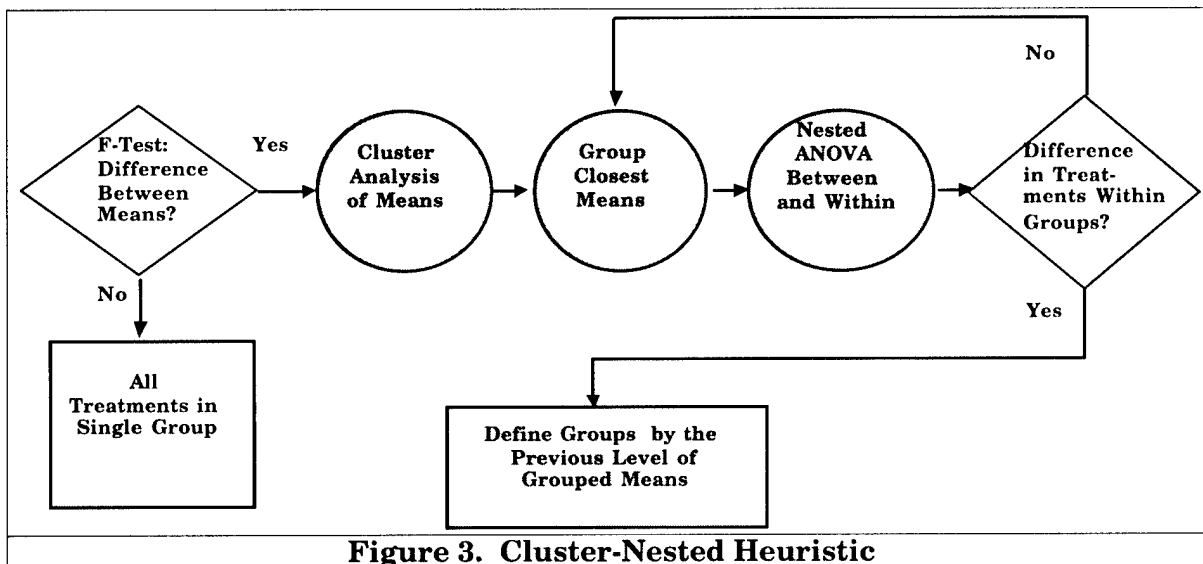 F-Test:
Difference
Between
Means?
Yes
No
All
Treatments in
Single Group
Cluster
Analysis
of Means
Group
Closest
Means
Nested
ANOVA
Between
and Within
Difference
in Treat-
ments Within
Groups?
No
Yes
Define Groups by the
Previous Level of
Grouped Means
Figure 3. Cluster-Nested Heuristic